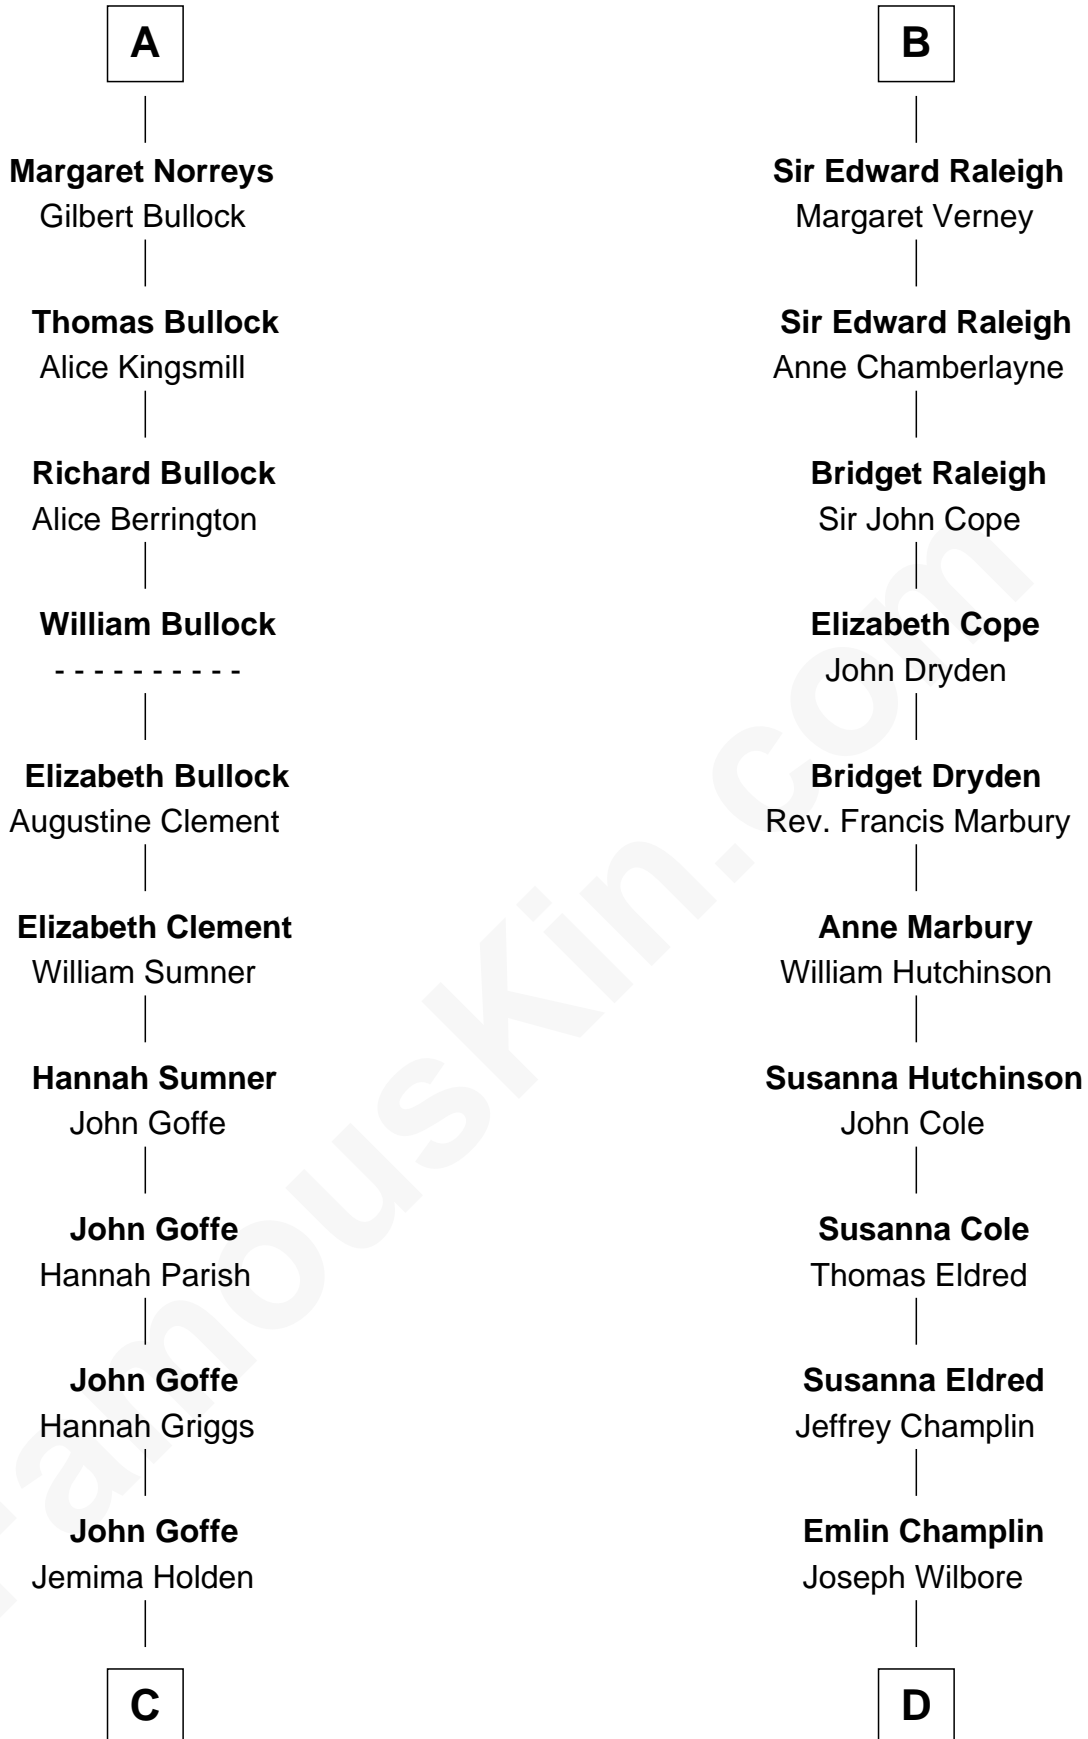 A
Margaret Norreys
Gilbert Bullock
Thomas Bullock
Alice Kingsmill
Richard Bullock
Alice Berrington
William Bullock
- - - - - - - - - -
Elizabeth Bullock
Augustine Clement
Elizabeth Clement
William Sumner
Hannah Sumner
John Goffe
John Goffe
Hannah Parish
John Goffe
Hannah Griggs
John Goffe
Jemima Holden
C
B
Sir Edward Raleigh
Margaret Verney
Sir Edward Raleigh
Anne Chamberlayne
Bridget Raleigh
Sir John Cope
Elizabeth Cope
John Dryden
Bridget Dryden
Rev. Francis Marbury
Anne Marbury
William Hutchinson
Susanna Hutchinson
John Cole
Susanna Cole
Thomas Eldred
Susanna Eldred
Jeffrey Champlin
Emlin Champlin
Joseph Wilbore
D
FamousKin.com